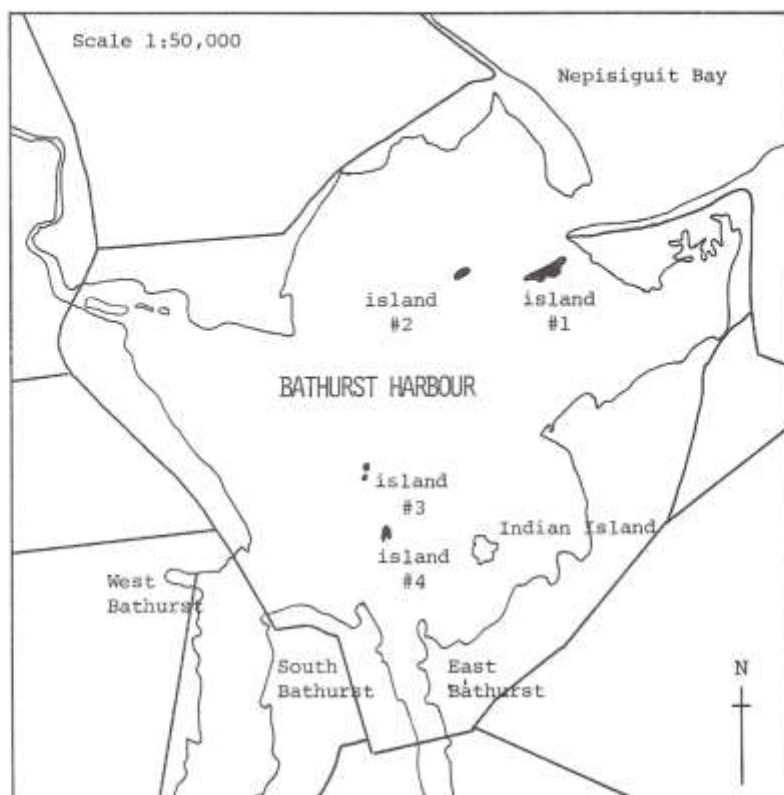 Scale 1:50,000
Nepisiguit Bay
island
#2
island
#1
BATHURST HARBOUR
island
#3
Indian Island
island
#4
West
Bathurst
South
Bathurst
East
Bathurst
N